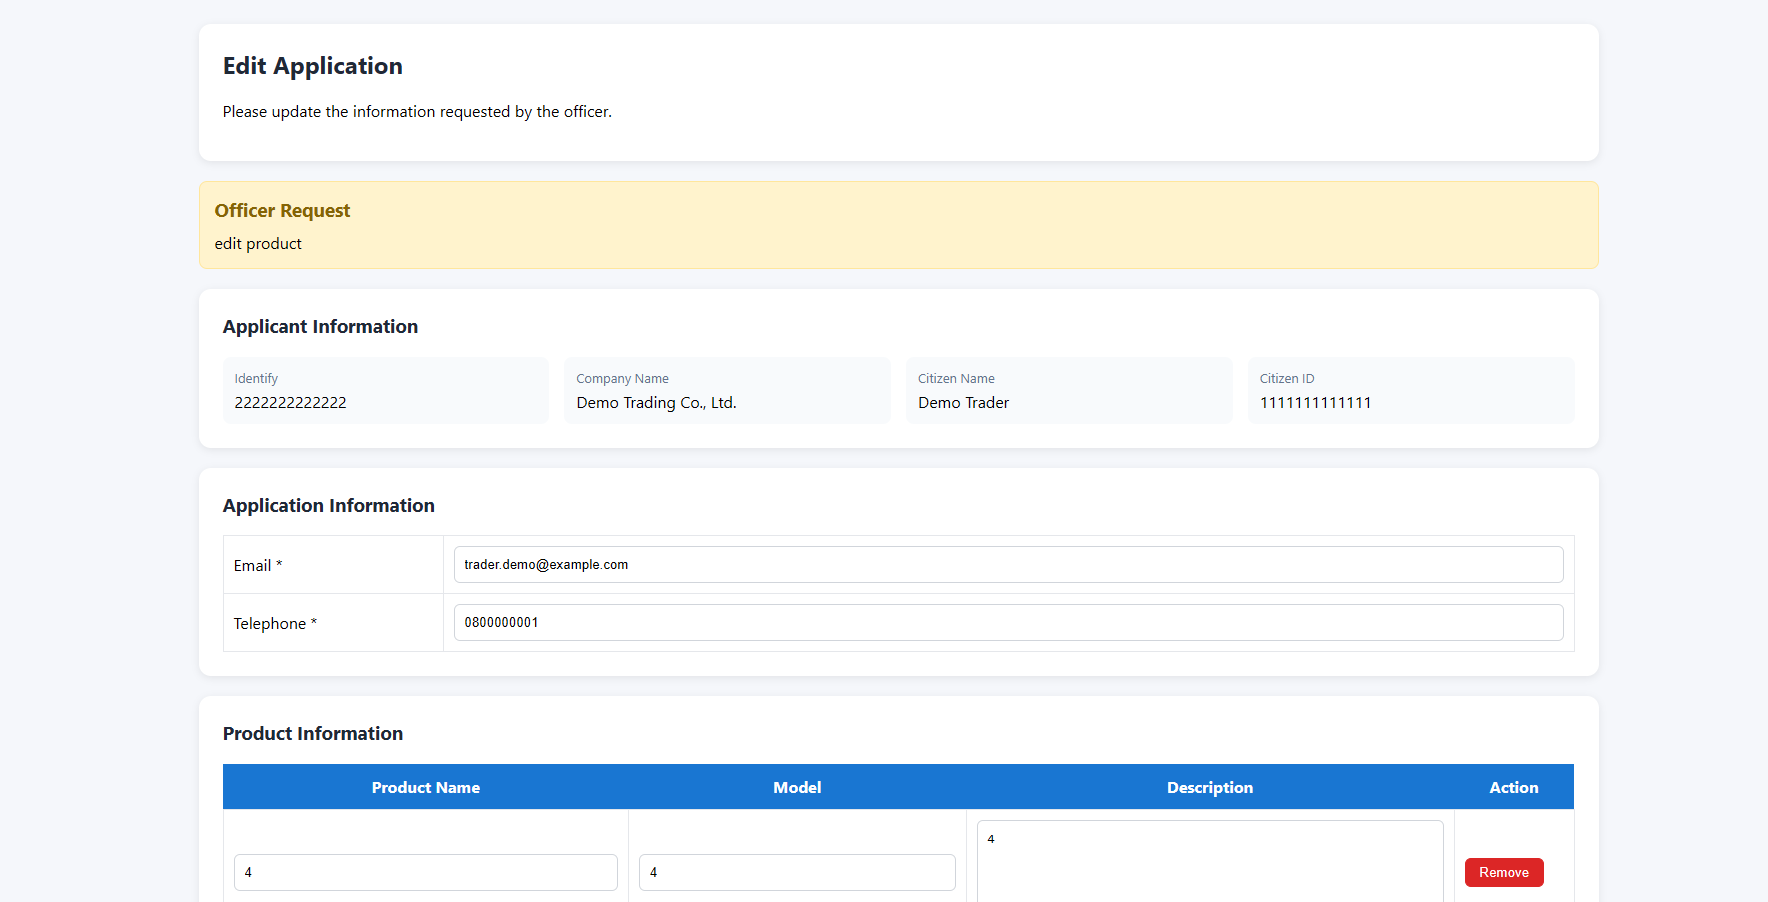 Edit Application
Please update the information requested by the officer.
Officer Request
edit product
Applicant Information
Identify Company Name Citizen Name Citizen ID
2222222222222 Demo Trading Co., Ltd. Demo Trader 1111111111111
Application Information
Email * trader.demo@example.com
Telephone * 0800000001
Product Information
Product Name Model Description Action
4 4 4 Remove